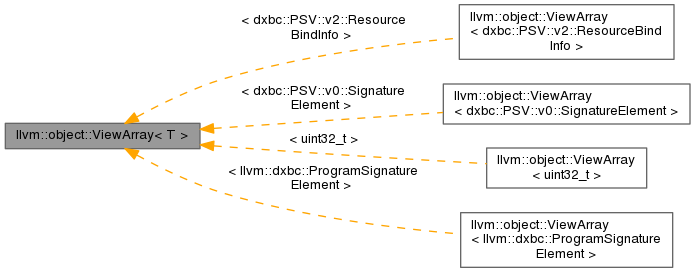 < dxbc::PSV::v2::Resource
BindInfo >
llvm::object::ViewArray
< dxbc::PSV::v2::ResourceBind
Info >
< dxbc::PSV::v0::Signature
Element >
llvm::object::ViewArray
< dxbc::PSV::v0::SignatureElement >
llvm::object::ViewArray< T >
< uint32_t >
llvm::object::ViewArray
< uint32_t >
< llvm::dxbc::ProgramSignature
Element >
llvm::object::ViewArray
< llvm::dxbc::ProgramSignature
Element >